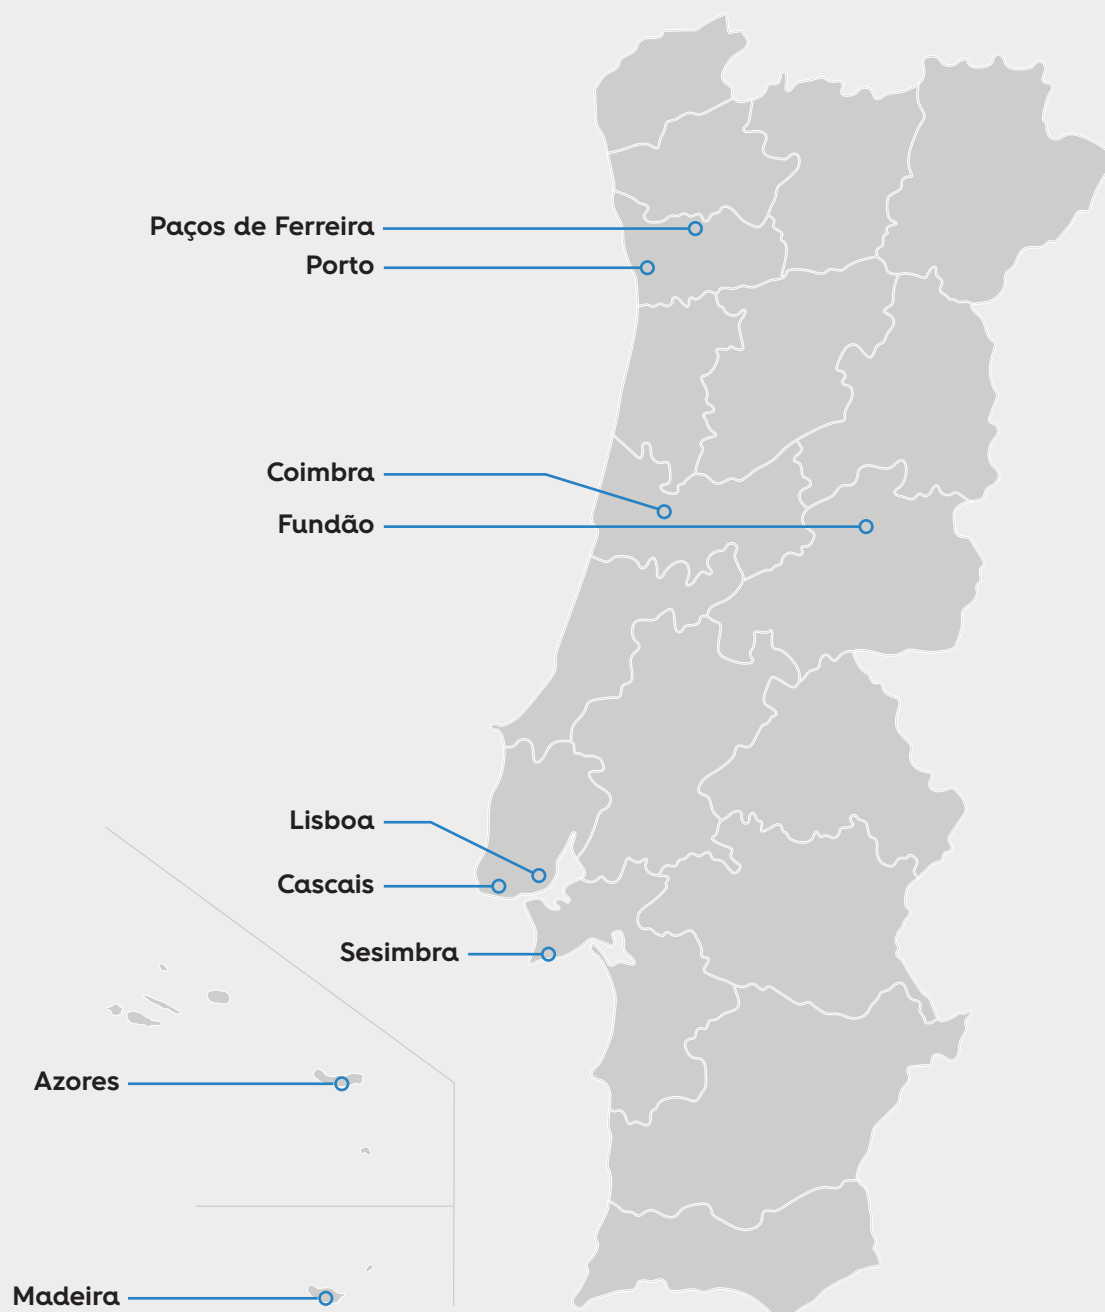 Paços de Ferreira
Porto
Coimbra
Fundão
Lisboa
Cascais
Sesimbra
Azores
Madeira